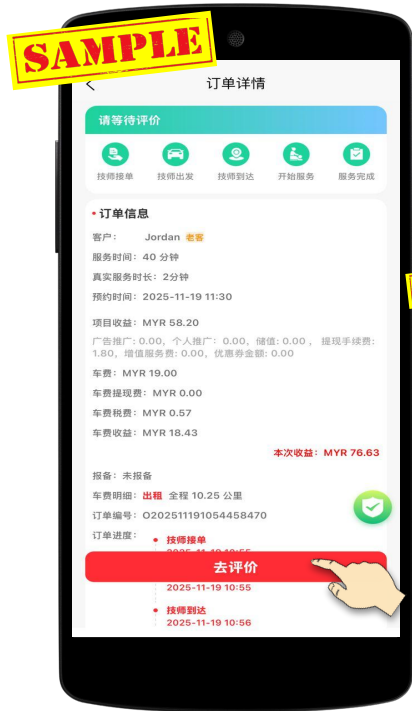 SAMPLE
订单详情
请等待评价
技师接单 技师出发 技师到达 开始服务 服务完成
• 订单信息
客户： Jordan 老客
服务时间：40 分钟
真实服务时长：2分钟
预约时间：2025-11-19 11:30
项目收益：MYR 58.20
广告推广: 0.00，个人推广：0.00，储值: 0.00， 提现手续费:
1.80，增值服务费: 0.00，优惠券金额: 0.00
车费：MYR 19.00
车费提现费：MYR 0.00
车费税费：MYR 0.57
车费收益：MYR 18.43
本次收益：MYR 76.63
报备：未报备
车费明细：出租 全程 10.25 公里
订单编号：O202511191054458470
订单进度：
• 技师接单
去评价
2025-11-19 10:55
• 技师到达
2025-11-19 10:56